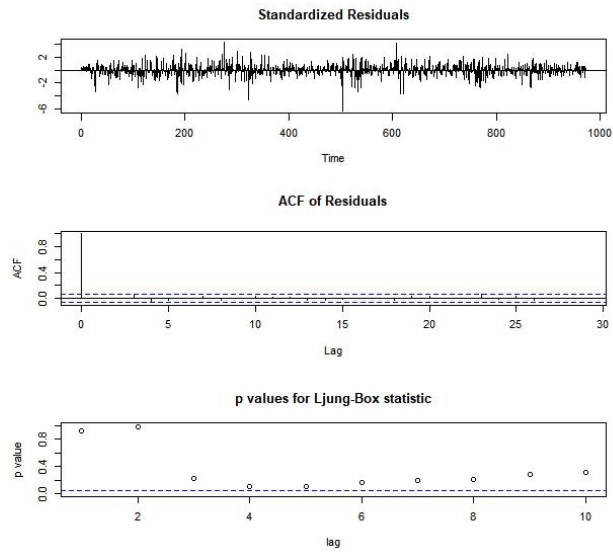 Standardized Residuals
2
-2
-6
0 200 400 600 800 1000
Time
ACF of Residuals
ACF
0.8
0.4
0.0
0 5 10 15 20 25 30
Lag
p values for Ljung-Box statistic
p value
0.8
0.4
0.0
2 4 6 8 10
lag